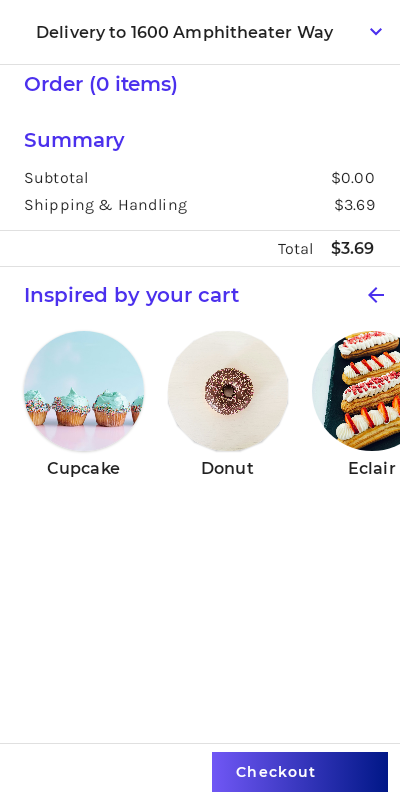 Delivery to 1600 Amphitheater Way
Order (0 items)
Summary
Subtotal $0.00
Shipping & Handling $3.69
Total $3.69
Inspired by your cart
Cupcake Donut Eclair
Checkout